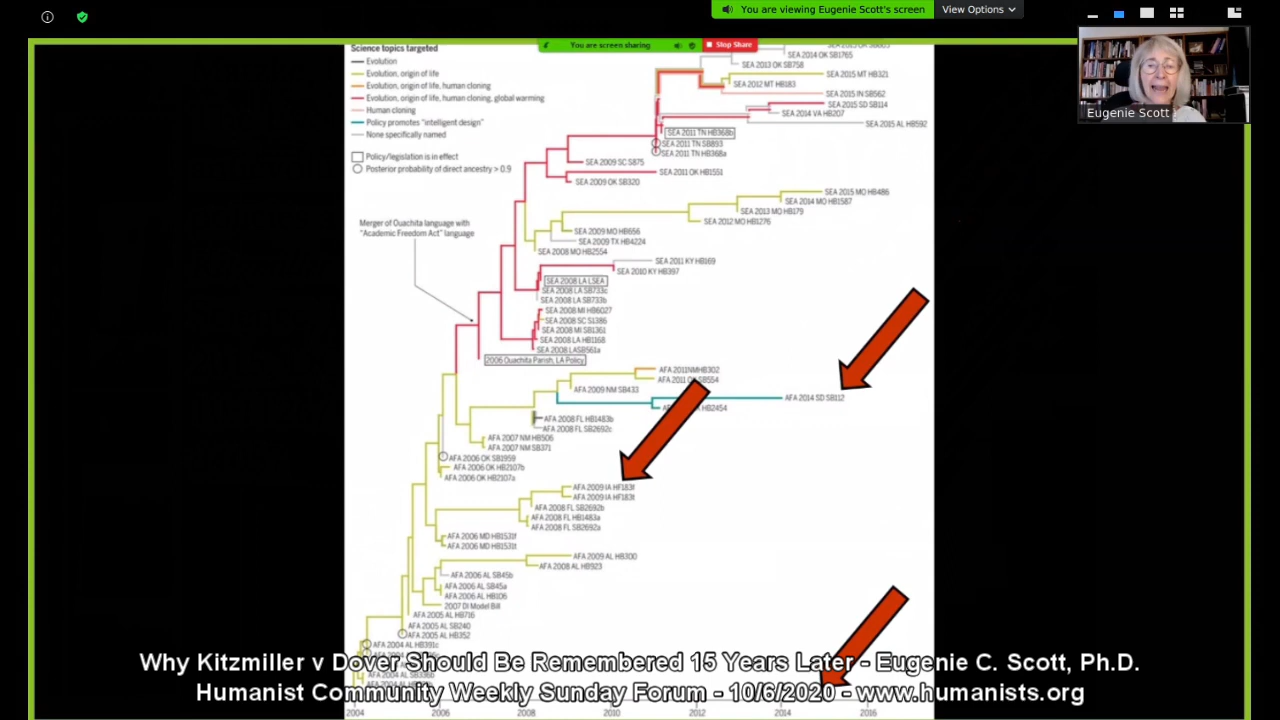 You are viewing Eugenie Scott's screen
View Options
You are screen sharing
Stop Share
Eugenie Scott
Science topics targeted
Evolution
Evolution, origin of life
Evolution, origin of life, human cloning
Evolution, origin of life, human cloning, global warming
Human cloning
Policy promotes "intelligent design"
None specifically named
Policy/legislation is in effect
Posterior probability of direct ancestry > 0.9
Merger of Ouachita language with
"Academic Freedom Act" language
SEA 2014 OK SB1765
SEA 2013 OK SB758
SEA 2015 MT HB321
SEA 2012 MT HB183
SEA 2015 IN SB562
SEA 2015 SD SB114
SEA 2014 VA HB207
SEA 2015 AL HB592
SEA 2011 TN HB368b
SEA 2011 TN SB893
SEA 2011 TN HB368a
SEA 2009 SC S875
SEA 2011 OK HB1551
SEA 2009 OK SB320
SEA 2015 MO HB486
SEA 2014 MO HB1587
SEA 2013 MO HB179
SEA 2012 MO HB1276
SEA 2009 MO HB656
SEA 2009 TX HB4224
SEA 2008 MO HB2554
SEA 2011 KY HB169
SEA 2010 KY HB397
SEA 2008 LA LSEA
SEA 2008 LA SB733c
SEA 2008 LA SB733b
SEA 2008 MI HB6027
SEA 2008 SC S1386
SEA 2008 MI SB1361
SEA 2008 LA HB1168
SEA 2008 LASB561a
2006 Ouachita Parish, LA Policy
AFA 2011NMHB302
AFA 2011 SB554
AFA 2009 NM SB433
AFA 2014 SD SB112
HB2454
AFA 2008 FL HB1483b
AFA 2008 FL SB2692c
AFA 2007 NM HB506
AFA 2007 NM SB371
AFA 2006 OK SB1959
AFA 2006 OK HB2107b
AFA 2006 OK HB2107a
AFA 2009 IA HF183f
AFA 2009 IA HF183t
AFA 2008 FL SB2692b
AFA 2008 FL HB1483a
AFA 2008 FL SB2692a
AFA 2006 MD HB1531f
AFA 2006 MD HB1531t
AFA 2009 AL HB300
AFA 2008 AL HB923
AFA 2006 AL SB45b
AFA 2006 AL SB45a
AFA 2006 AL HB106
2007 DI Model Bill
AFA 2005 AL HB716
AFA 2005 AL SB240
AFA 2005 AL HB352
AFA 2004 AL HB391c
Why Kitzmiller v Dover Should Be Remembered 15 Years Later - Eugenie C. Scott, Ph.D.
Humanist Community Weekly Sunday Forum - 10/6/2020 - www.humanists.org
2004 2006 2008 2010 2012 2014 2016